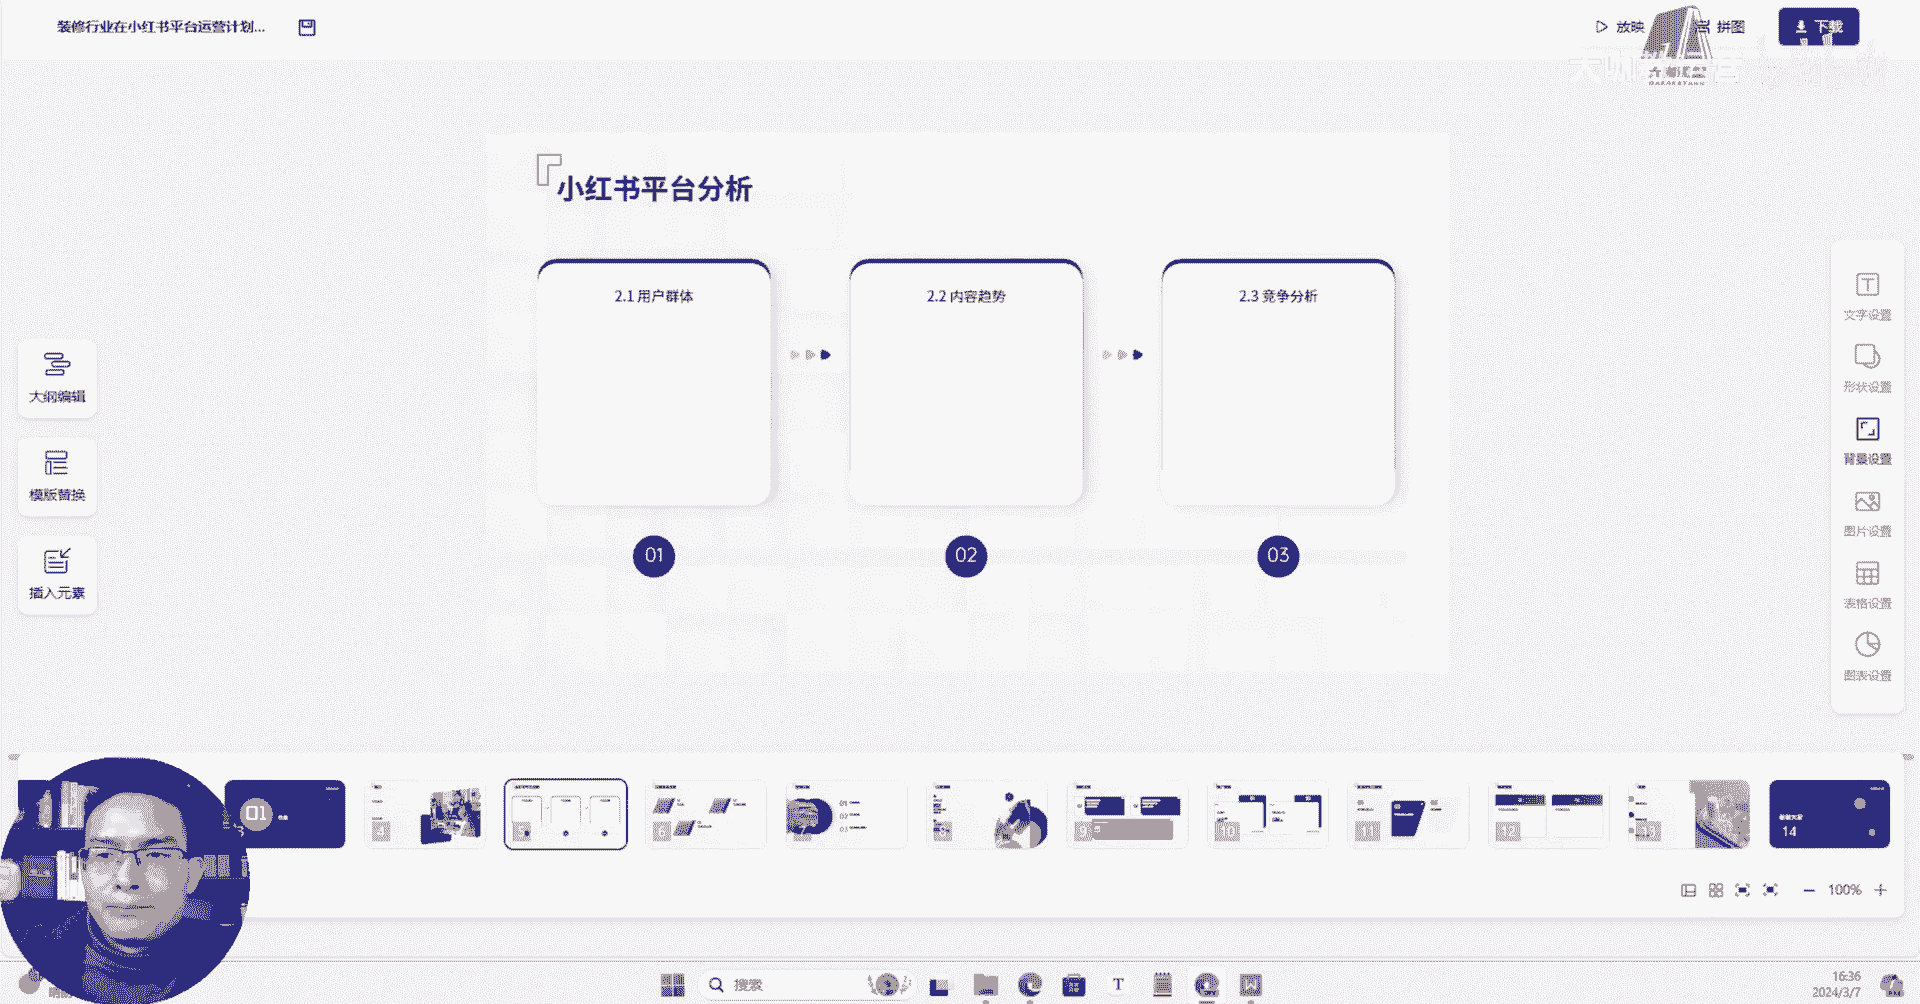 装修行业在小红书平台运营计划...
放映
拼图
下载
小红书平台分析
2.1 用户群体
2.2 内容趋势
2.3 竞争分析
01
02
03
大纲编辑
模版替换
插入元素
文字设置
形状设置
背景设置
图片设置
表格设置
图表设置
01
4
6
9
10
11
12
13
14
100%
搜索
16:36
2024/3/7